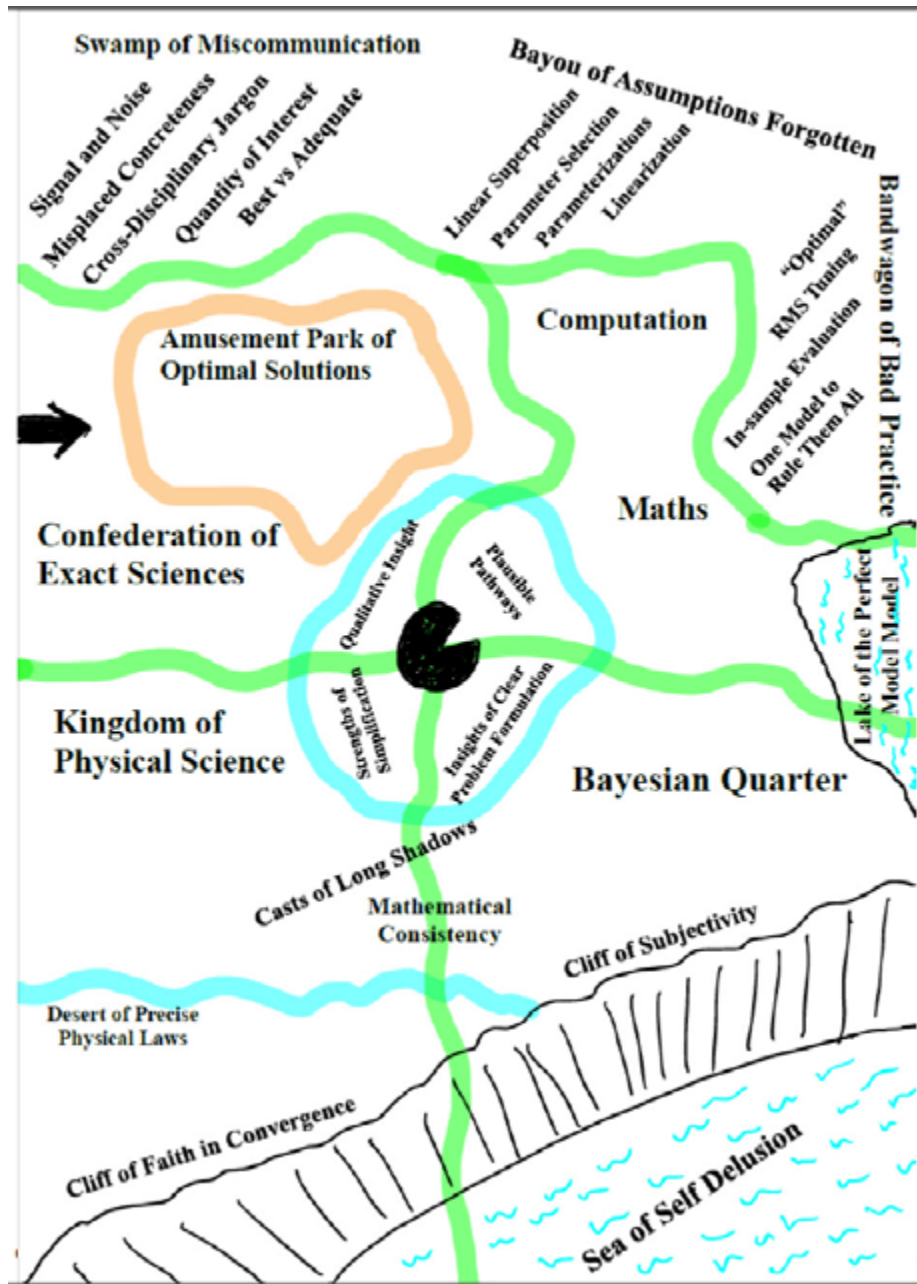 Swamp of Miscommunication
Signal and Noise
Misplaced Concreteness
Cross-Disciplinary Jargon
Quantity of Interest
Best vs Adequate
Bayou of Assumptions Forgotten
Linear Superposition
Parameter Selection
Parameterizations
Linearization
Bandwagon of Bad Practice
“Optimal”
RMS Tuning
In-sample Evaluation
One Model to
Rule Them All
Amusement Park of
Optimal Solutions
Computation
Maths
Confederation of
Exact Sciences
Qualitative Insight
Plausible
Pathways
Strengths of
Simplification
Insights of Clear
Problem Formulation
Lake of the Perfect
Model Model
Kingdom of
Physical Science
Bayesian Quarter
Casts of Long Shadows
Mathematical
Consistency
Cliff of Subjectivity
Desert of Precise
Physical Laws
Cliff of Faith in Convergence
Sea of Self Delusion